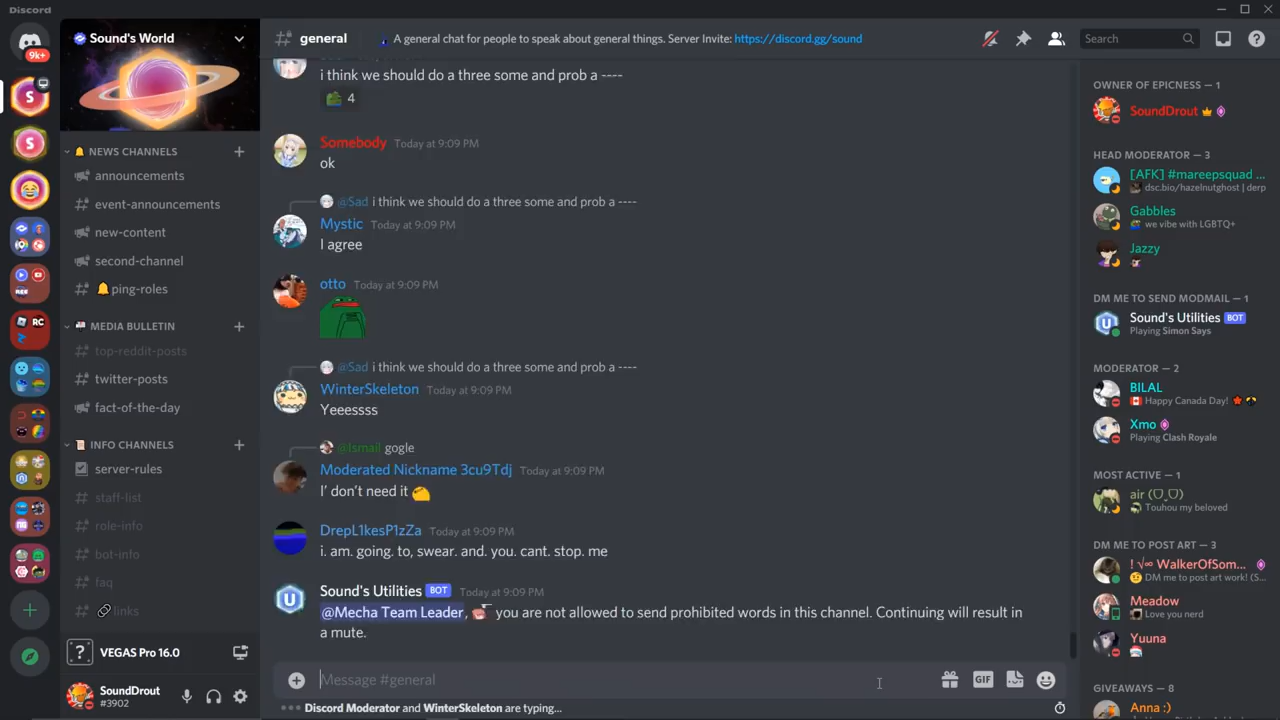 Discord
9k+
Sound's World
NEWS CHANNELS
announcements
event-announcements
new-content
second-channel
ping-roles
MEDIA BULLETIN
top-reddit-posts
twitter-posts
fact-of-the-day
INFO CHANNELS
server-rules
staff-list
role-info
bot-info
faq
links
VEGAS Pro 16.0
SoundDrout
#3902
general
A general chat for people to speak about general things. Server Invite: https://discord.gg/sound
Search
i think we should do a three some and prob a ----
4
Somebody Today at 9:09 PM
ok
@Sad i think we should do a three some and prob a ----
Mystic Today at 9:09 PM
I agree
otto Today at 9:09 PM
@Sad i think we should do a three some and prob a ----
WinterSkeleton Today at 9:09 PM
Yeeessss
@Ismail gogle
Moderated Nickname 3cu9Tdj Today at 9:09 PM
I' don't need it
DrepL1kesP1zZa Today at 9:09 PM
i. am. going. to, swear. and. you. cant. stop. me
Sound's Utilities BOT Today at 9:09 PM
@Mecha Team Leader, you are not allowed to send prohibited words in this channel. Continuing will result in
a mute.
Message #general
GIF
Discord Moderator and WinterSkeleton are typing...
OWNER OF EPICNESS — 1
SoundDrout
HEAD MODERATOR — 3
[AFK] #mareepsquad ...
dsc.bio/hazelnutghost | derp
Gabbles
we vibe with LGBTQ+
Jazzy
DM ME TO SEND MODMAIL — 1
Sound's Utilities BOT
Playing Simon Says
MODERATOR — 2
BILAL
Happy Canada Day!
Xmo
Playing Clash Royale
MOST ACTIVE — 1
Touhou my beloved
DM ME TO POST ART — 3
! √∞ WalkerOfSom...
DM me to post art work! (S...
Meadow
Love you nerd
Yuuna
GIVEAWAYS — 8
Anna :)